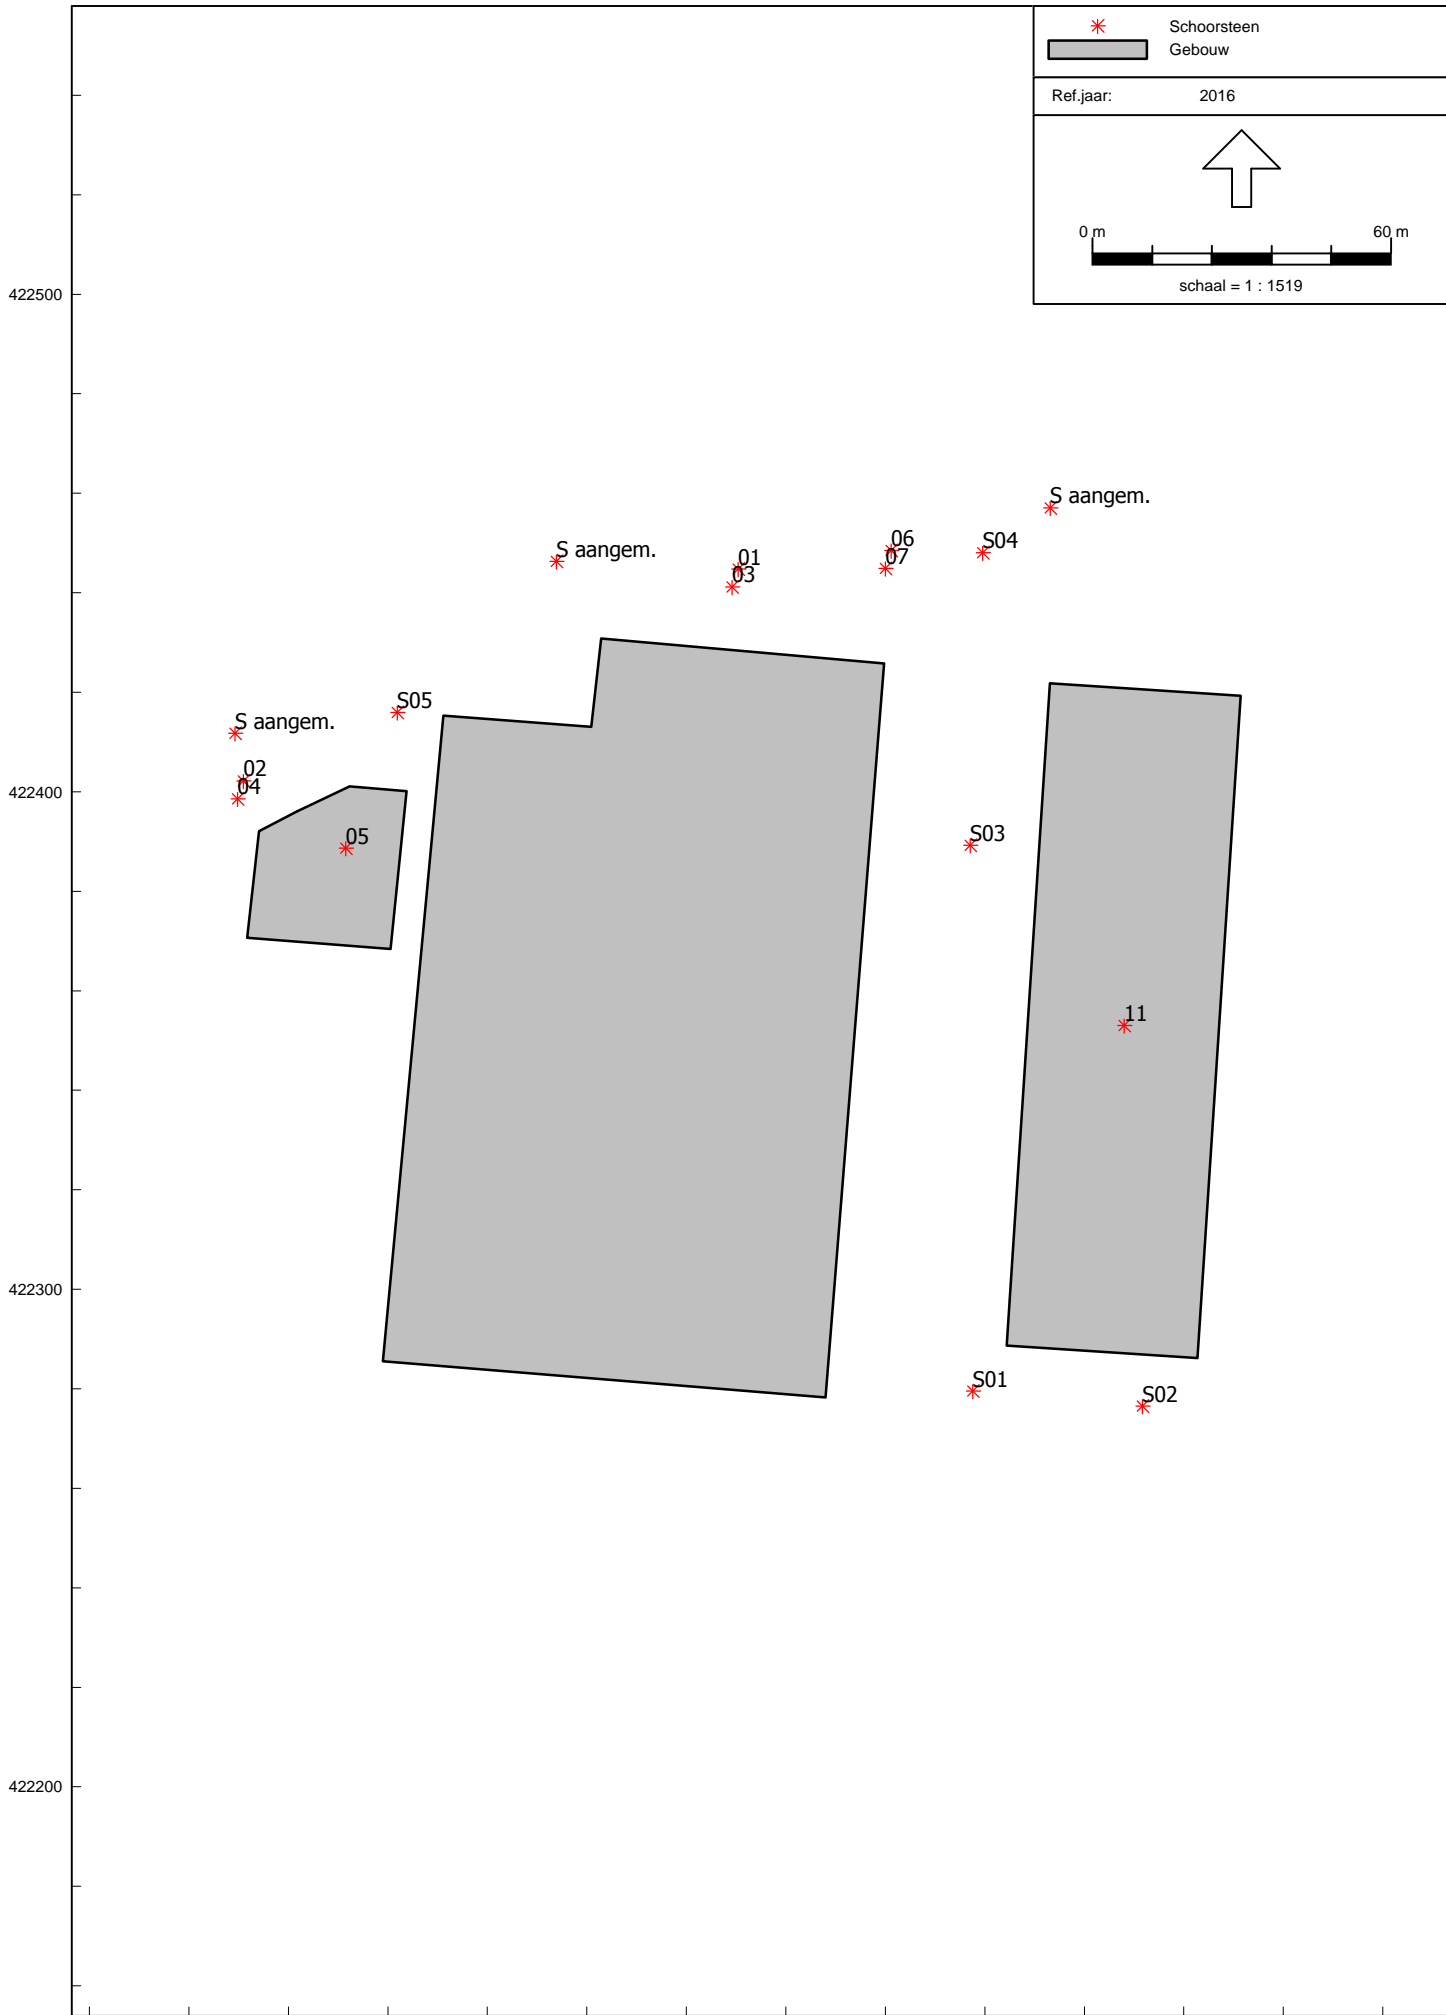 Schoorsteen
Gebouw
Ref.jaar: 2016
0 m 60 m
schaal = 1 : 1519
422500
S aangem.
S aangem.
01
03
06
07
S04
S05
S aangem.
02
04
422400
05
S03
11
422300
S01
S02
422200